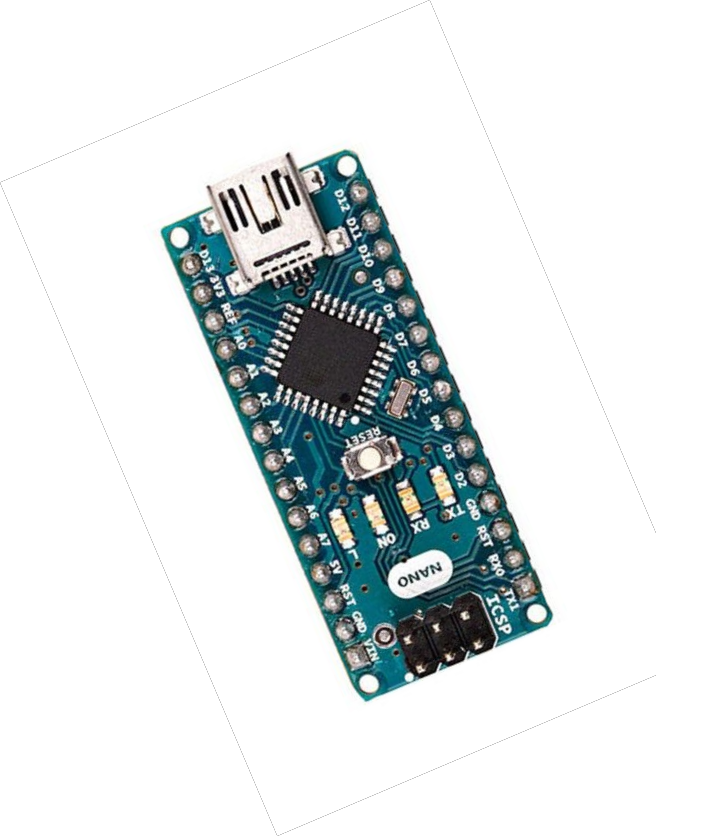 D12
D11
D10
D9
D8
D7
D6
D5
D4
D3
D2
GND
RST
RX0
TX1
D13
3V3
REF
A0
A1
A2
A3
A4
A5
A6
A7
5V
RST
GND
VIN
RESET
L
ON
RX
TX
NANO
ICSP